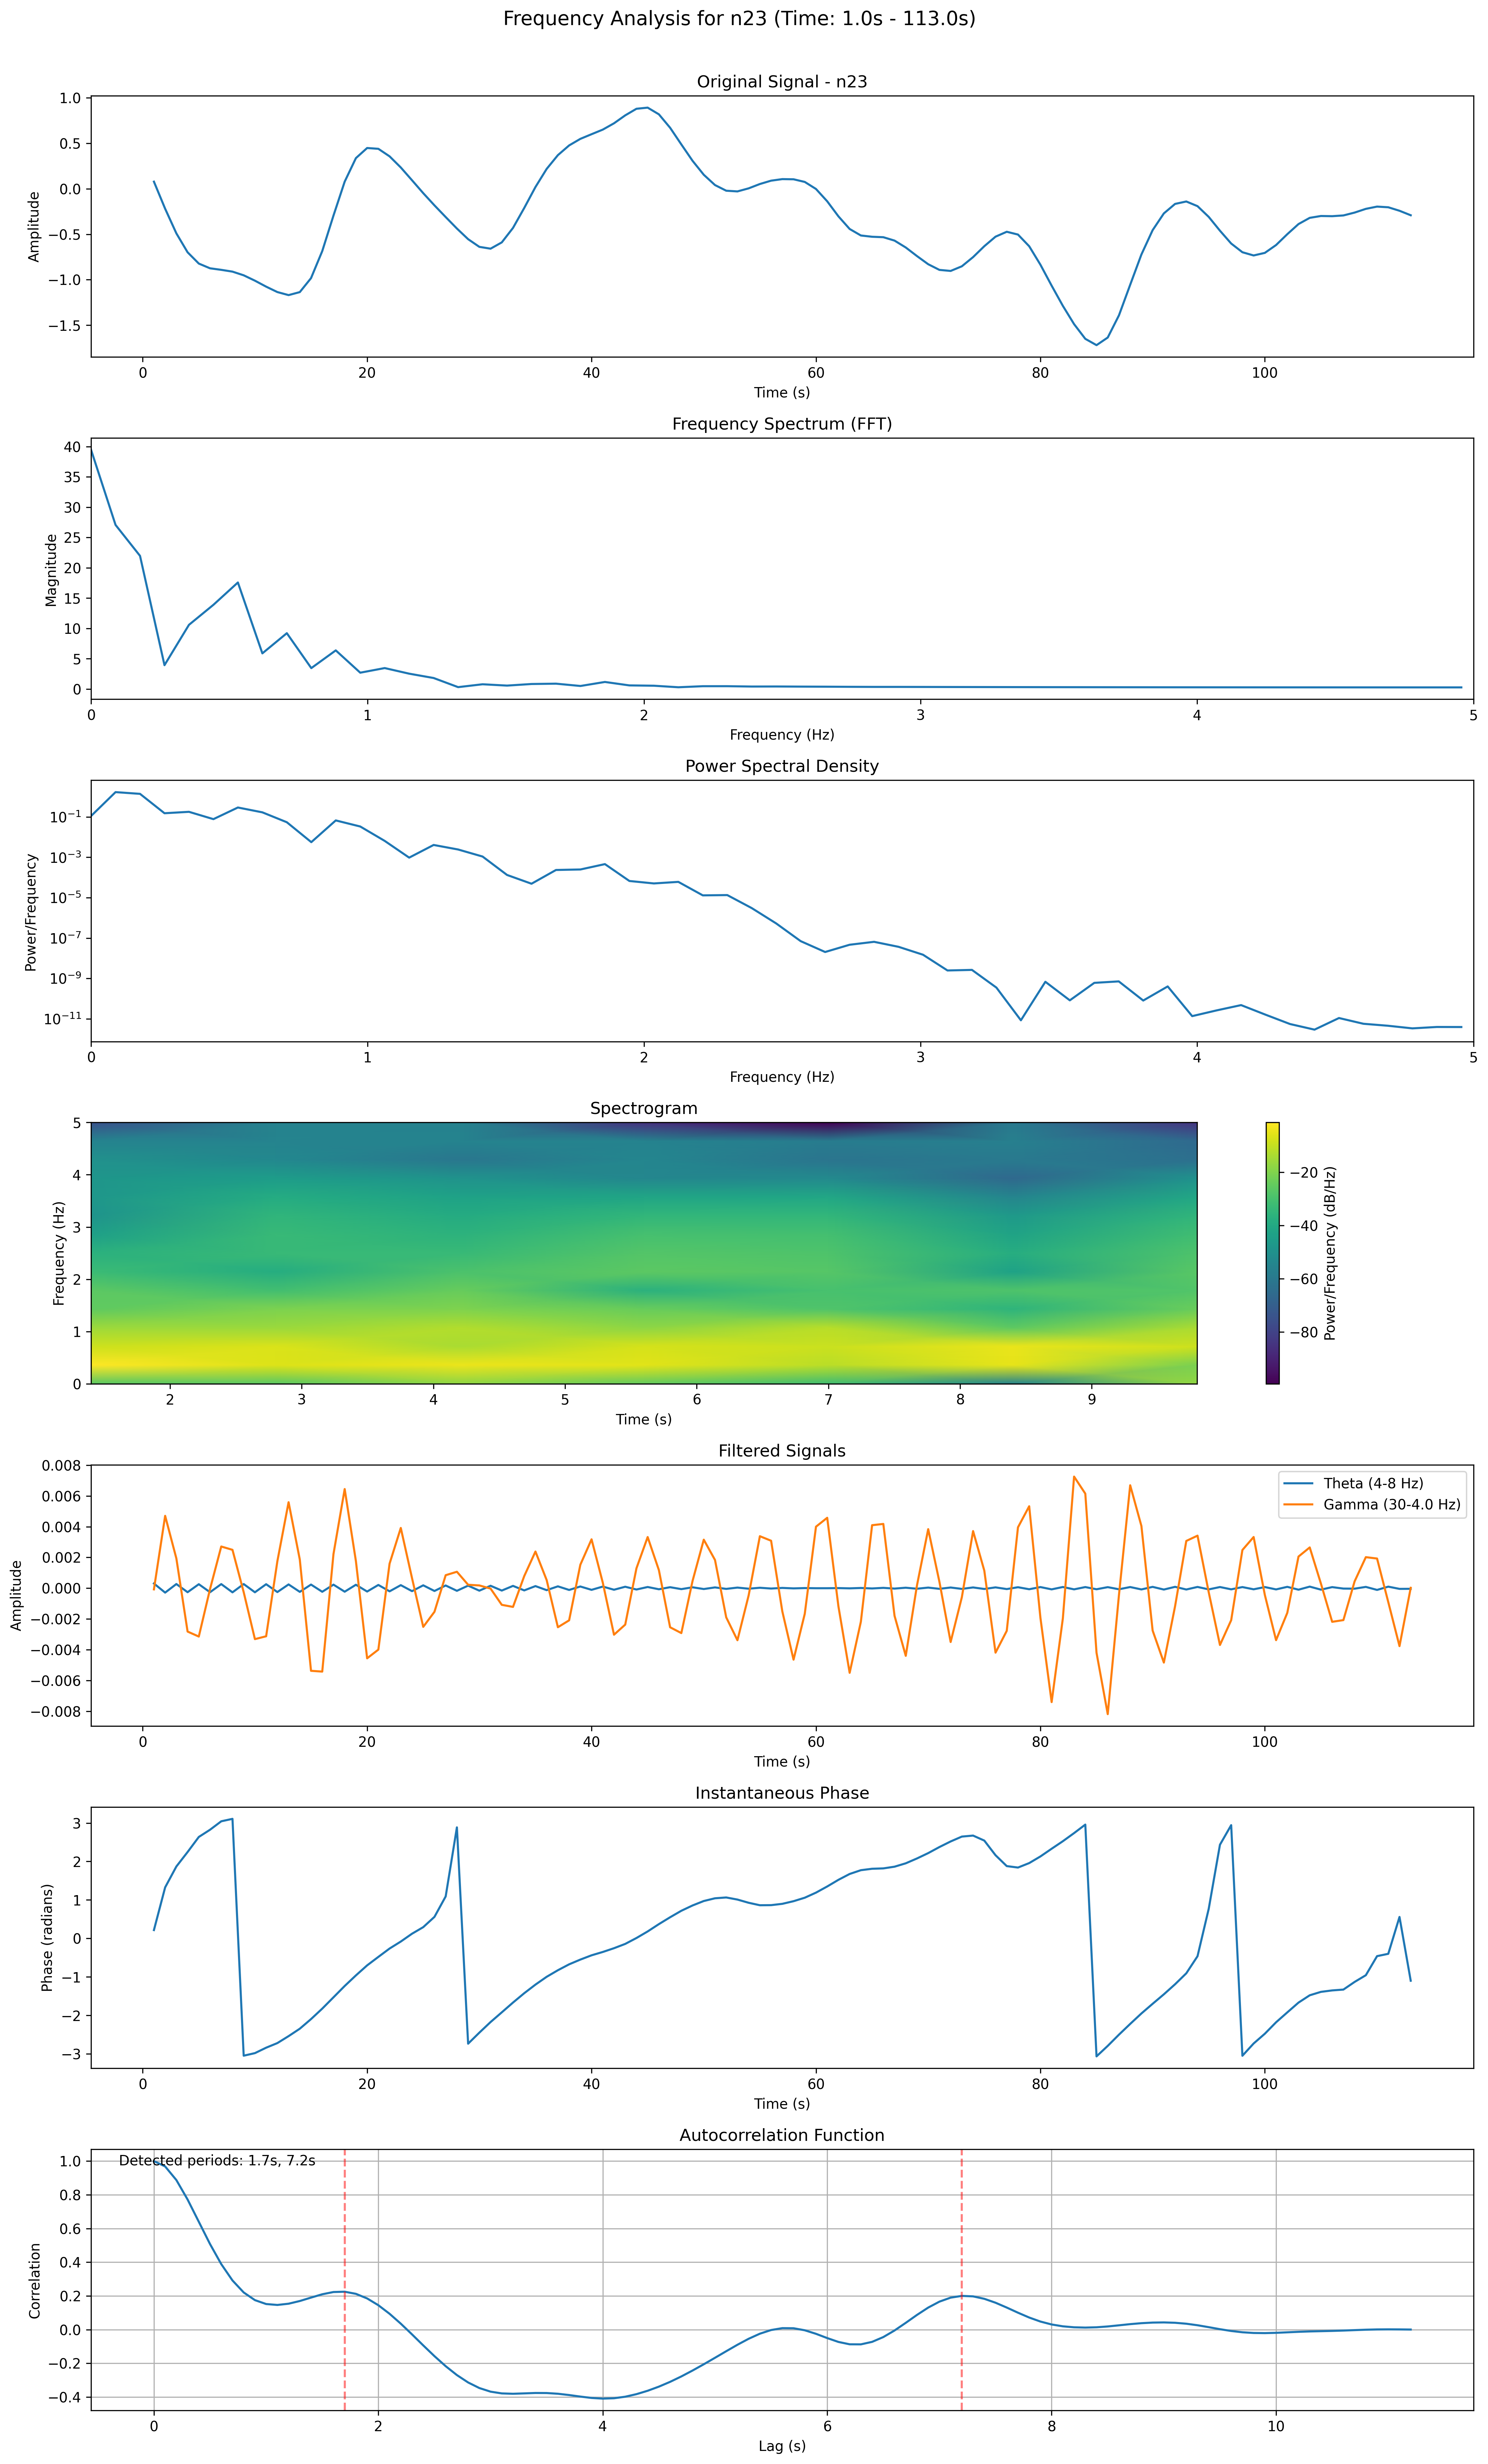 Frequency Analysis for n23 (Time: 1.0s - 113.0s)
Original Signal - n23
1.0
0.5
0.0
−0.5
−1.0
−1.5
Amplitude
0 20 40 60 80 100
Time (s)
Frequency Spectrum (FFT)
40
35
30
25
20
15
10
5
0
Magnitude
0 1 2 3 4 5
Frequency (Hz)
Power Spectral Density
10−1
10−3
10−5
10−7
10−9
10−11
Power/Frequency
0 1 2 3 4 5
Frequency (Hz)
Spectrogram
5
4
3
2
1
0
Frequency (Hz)
2 3 4 5 6 7 8 9
Time (s)
−20
−40
−60
−80
Power/Frequency (dB/Hz)
Filtered Signals
0.008
0.006
0.004
0.002
0.000
−0.002
−0.004
−0.006
−0.008
Amplitude
Theta (4-8 Hz)
Gamma (30-4.0 Hz)
0 20 40 60 80 100
Time (s)
Instantaneous Phase
3
2
1
0
−1
−2
−3
Phase (radians)
0 20 40 60 80 100
Time (s)
Autocorrelation Function
Detected periods: 1.7s, 7.2s
1.0
0.8
0.6
0.4
0.2
0.0
−0.2
−0.4
Correlation
0 2 4 6 8 10
Lag (s)